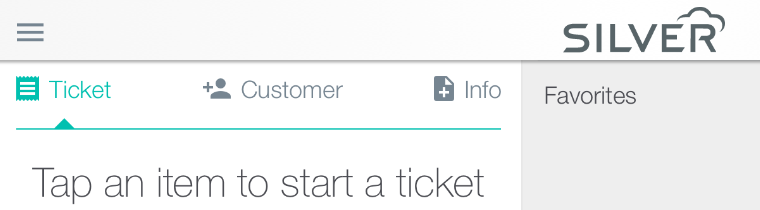 SILVER
Ticket
Customer
Info
Favorites
Tap an item to start a ticket